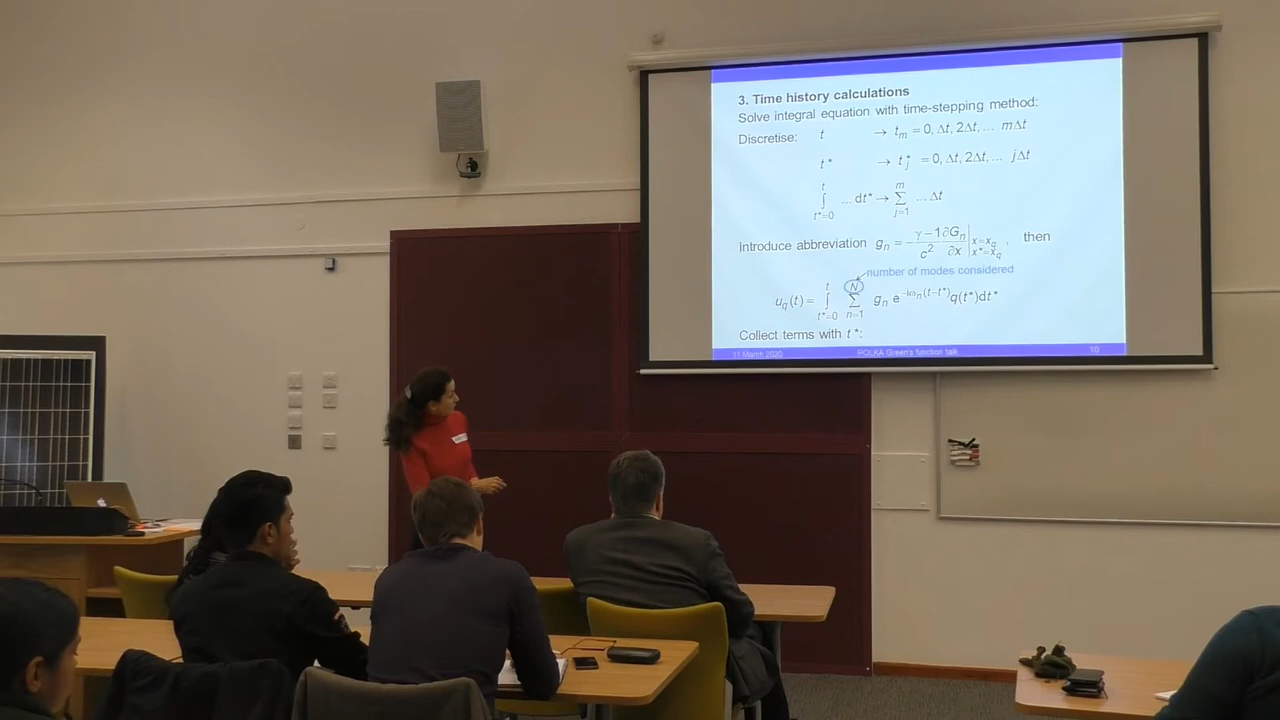 3. Time history calculations
Solve integral equation with time-stepping method:
Discretise: t → t_m = 0, Δt, 2Δt, ... mΔt
t* → t*_j = 0, Δt, 2Δt, ... jΔt
∫_{t*=0}^{t} ... dt* → ∑_{j=1}^{m} ... Δt
Introduce abbreviation g_n = − (γ−1)/c² ∂G_n/∂x |_{x=x_q, x*=x_q} , then
number of modes considered
u_q(t) = ∫_{t*=0}^{t} ∑_{n=1}^{N} g_n e^{−iω_n(t−t*)} q(t*)dt*
Collect terms with t*:
11 March 2020 POLKA Green's function talk 10